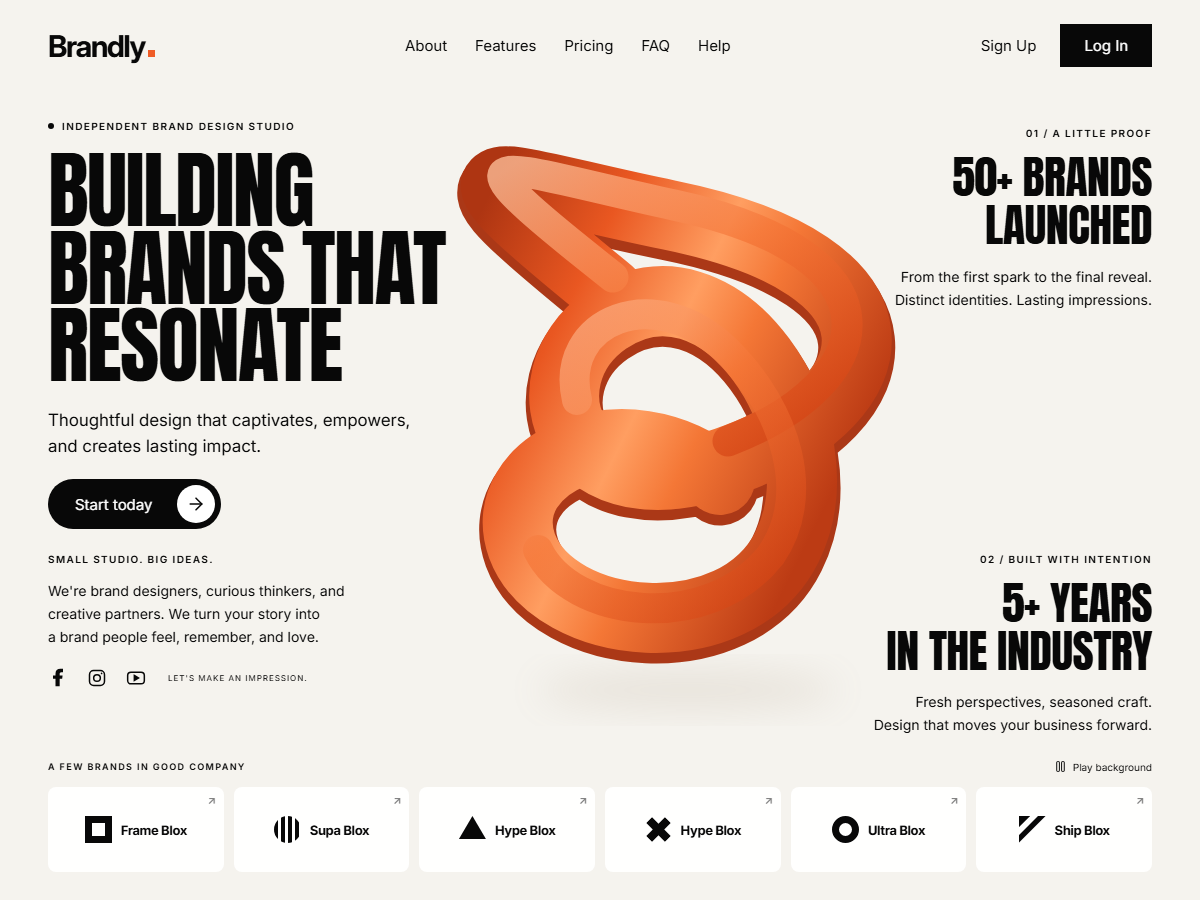 Brandly.
About Features Pricing FAQ Help
Sign Up Log In
INDEPENDENT BRAND DESIGN STUDIO
BUILDING
BRANDS THAT
RESONATE
Thoughtful design that captivates, empowers,
and creates lasting impact.
Start today
SMALL STUDIO. BIG IDEAS.
We're brand designers, curious thinkers, and
creative partners. We turn your story into
a brand people feel, remember, and love.
LET'S MAKE AN IMPRESSION.
01 / A LITTLE PROOF
50+ BRANDS
LAUNCHED
From the first spark to the final reveal.
Distinct identities. Lasting impressions.
02 / BUILT WITH INTENTION
5+ YEARS
IN THE INDUSTRY
Fresh perspectives, seasoned craft.
Design that moves your business forward.
A FEW BRANDS IN GOOD COMPANY
Play background
Frame Blox
Supa Blox
Hype Blox
Hype Blox
Ultra Blox
Ship Blox